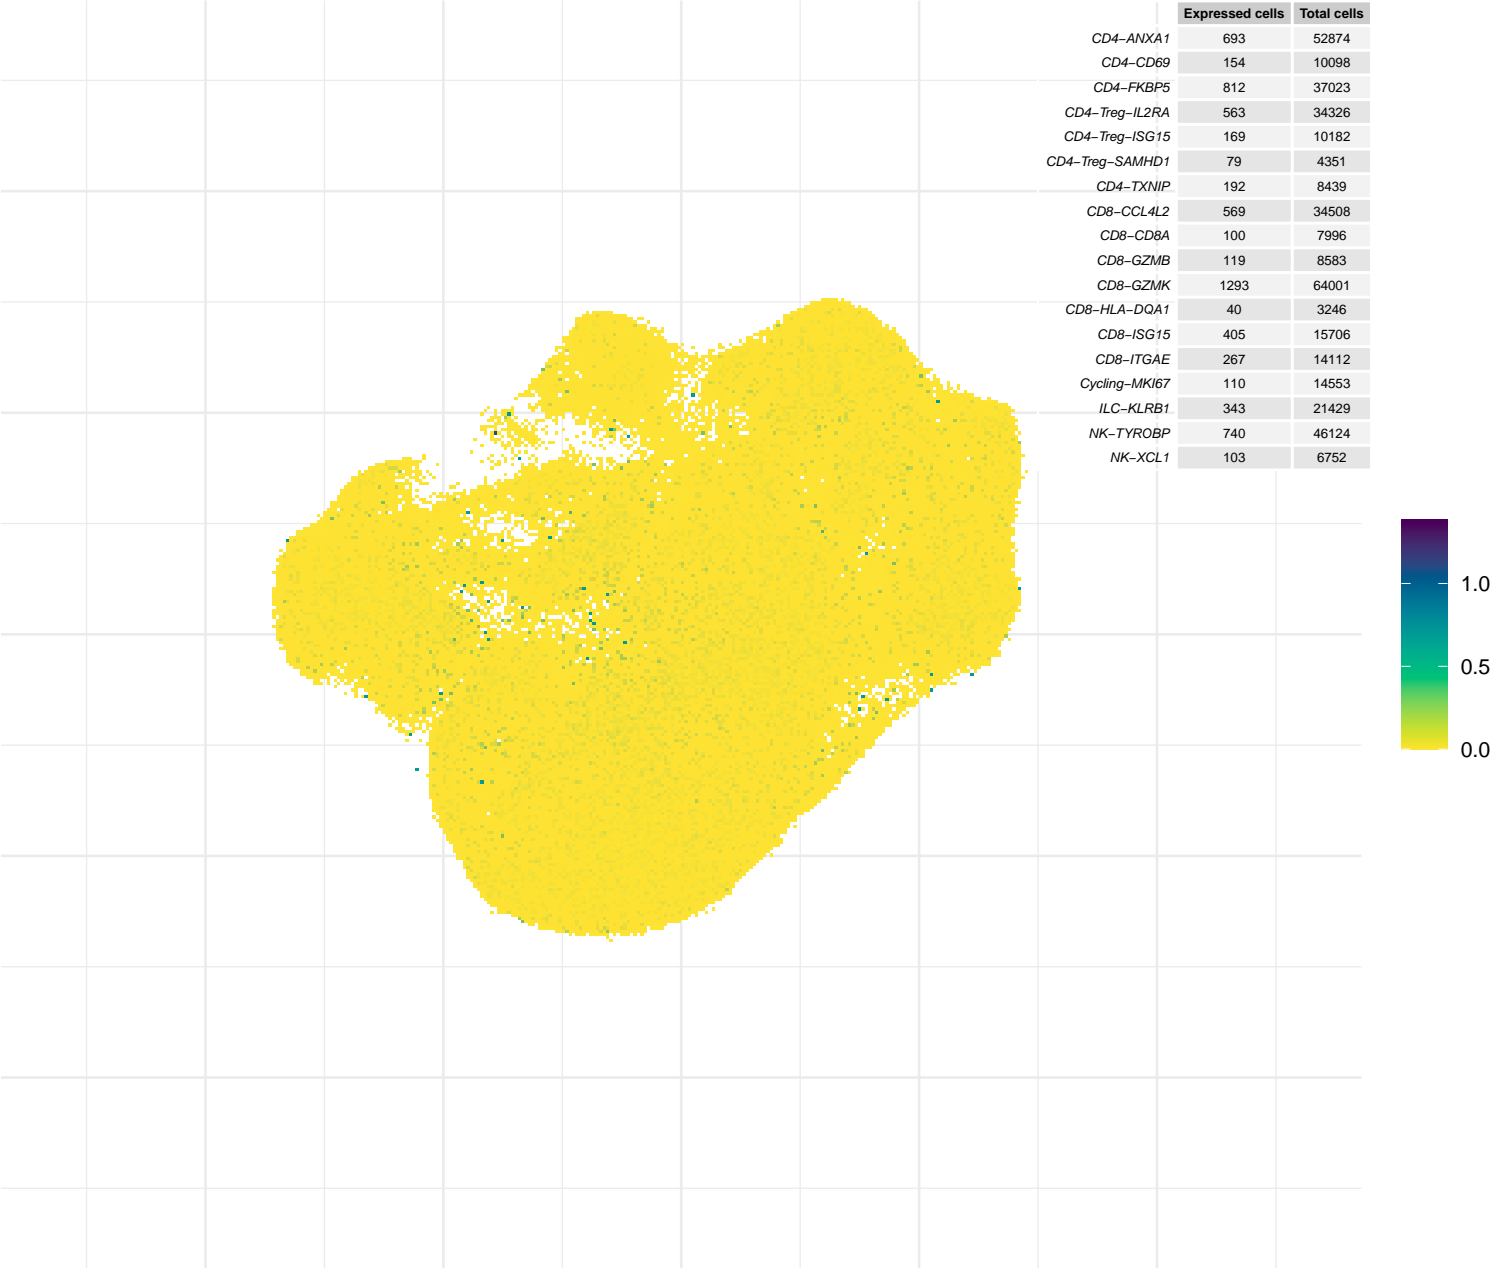 Expressed cells Total cells
CD4−ANXA1 693 52874
CD4−CD69 154 10098
CD4−FKBP5 812 37023
CD4−Treg−IL2RA 563 34326
CD4−Treg−ISG15 169 10182
CD4−Treg−SAMHD1 79 4351
CD4−TXNIP 192 8439
CD8−CCL4L2 569 34508
CD8−CD8A 100 7996
CD8−GZMB 119 8583
CD8−GZMK 1293 64001
CD8−HLA−DQA1 40 3246
CD8−ISG15 405 15706
CD8−ITGAE 267 14112
Cycling−MKI67 110 14553
ILC−KLRB1 343 21429
NK−TYROBP 740 46124
NK−XCL1 103 6752
1.0
0.5
0.0